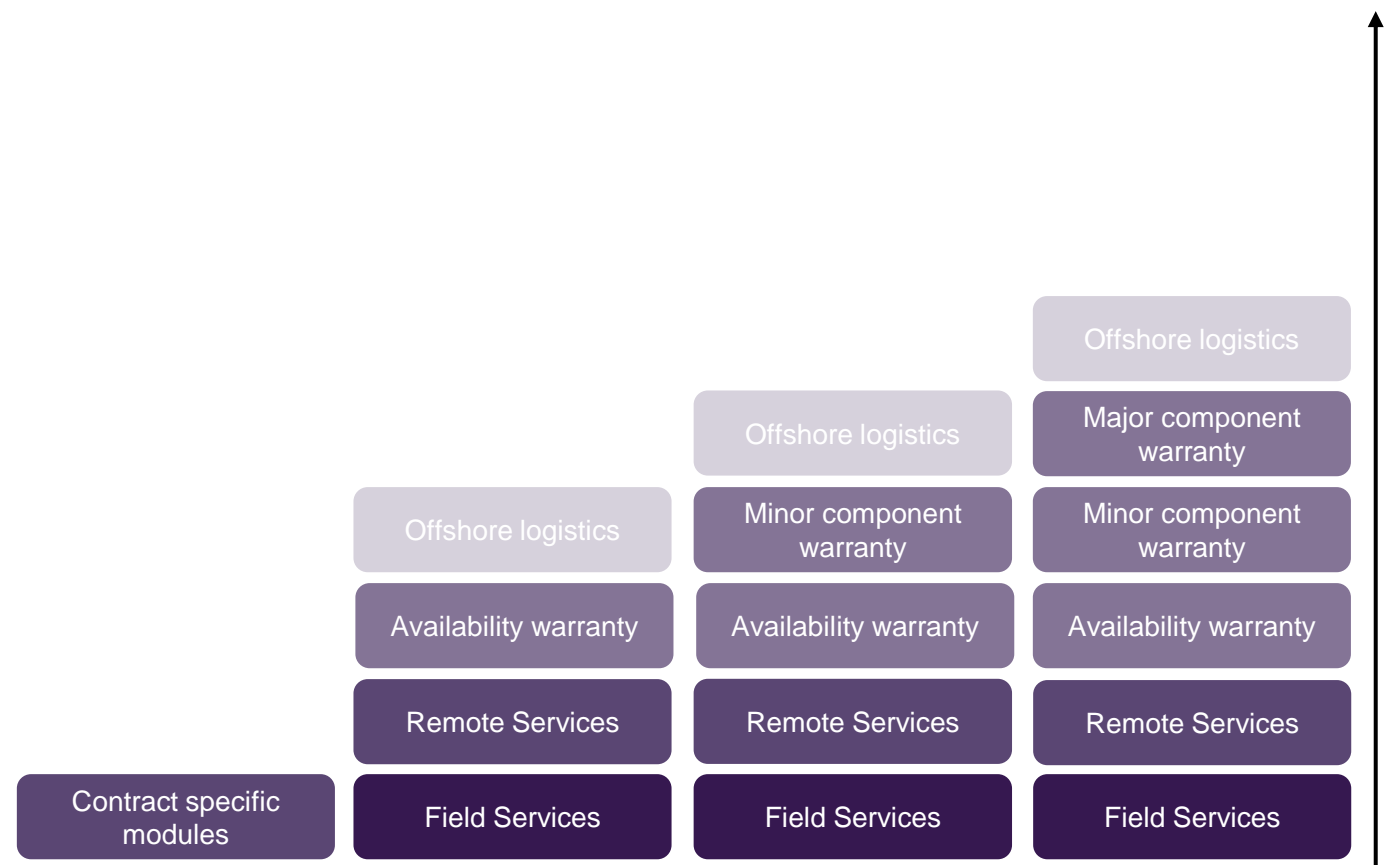 Offshore logistics
Offshore logistics
Major component
warranty
Offshore logistics
Minor component
warranty
Minor component
warranty
Availability warranty
Availability warranty
Availability warranty
Remote Services
Remote Services
Remote Services
Contract specific
modules
Field Services
Field Services
Field Services